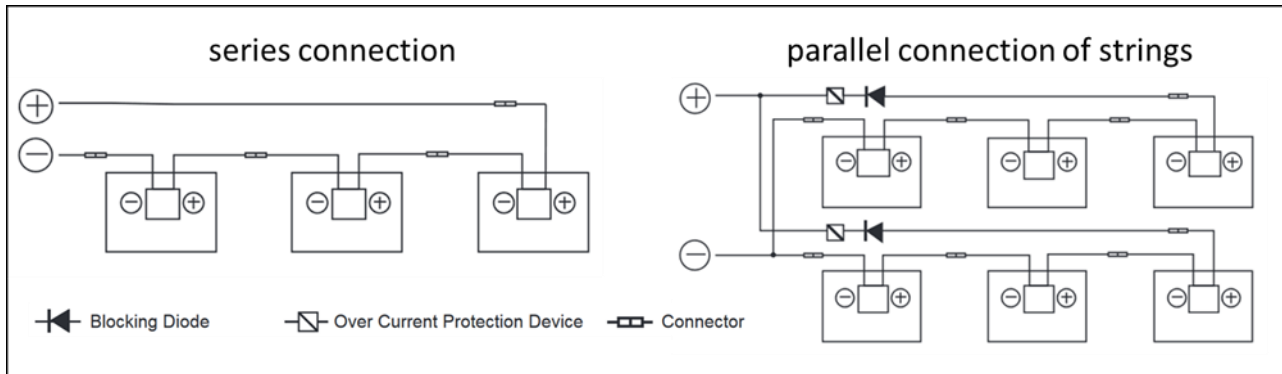 series connection
parallel connection of strings
Blocking Diode
Over Current Protection Device
Connector